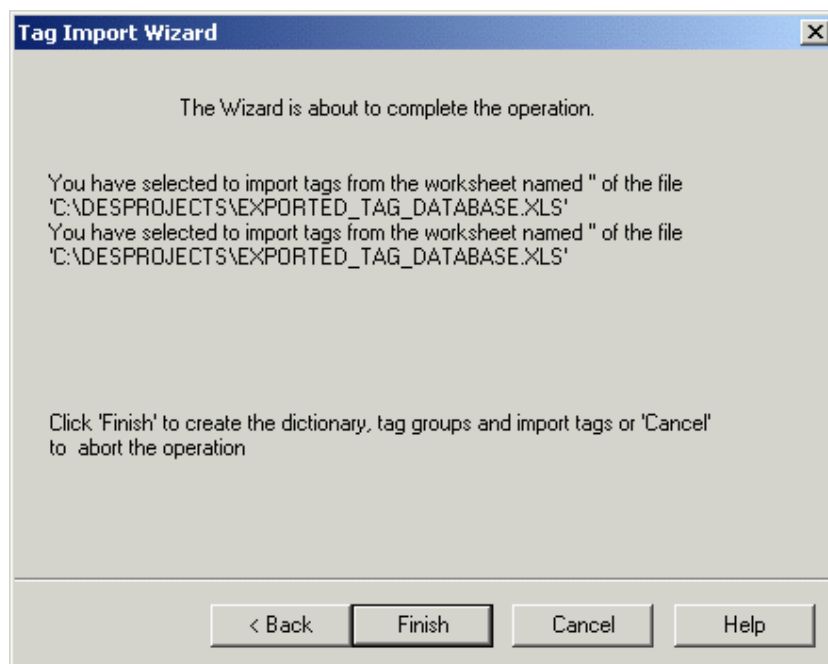 Tag Import Wizard
The Wizard is about to complete the operation.
You have selected to import tags from the worksheet named '' of the file
'C:\DESPROJECTS\EXPORTED_TAG_DATABASE.XLS'
You have selected to import tags from the worksheet named '' of the file
'C:\DESPROJECTS\EXPORTED_TAG_DATABASE.XLS'
Click 'Finish' to create the dictionary, tag groups and import tags or 'Cancel'
to  abort the operation
< Back Finish Cancel Help